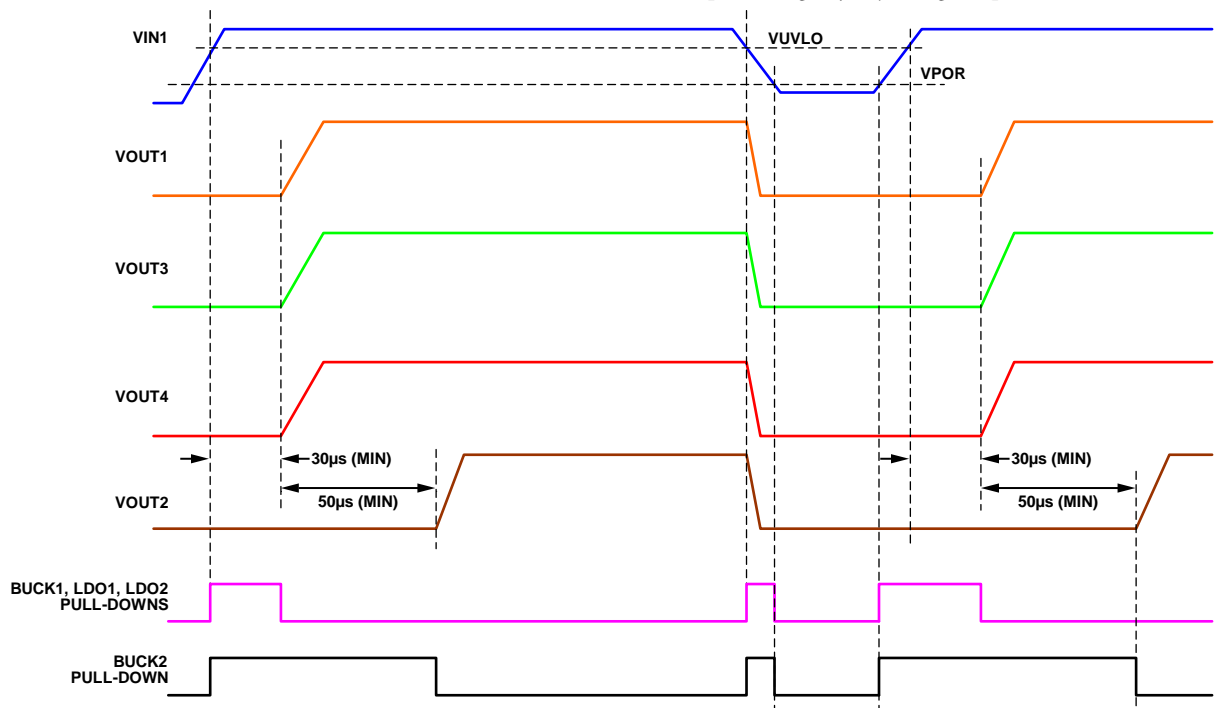 VIN1
VUVLO
VPOR
VOUT1
VOUT3
VOUT4
30µs (MIN)
30µs (MIN)
VOUT2
50µs (MIN)
50µs (MIN)
BUCK1, LDO1, LDO2
PULL-DOWNS
BUCK2
PULL-DOWN